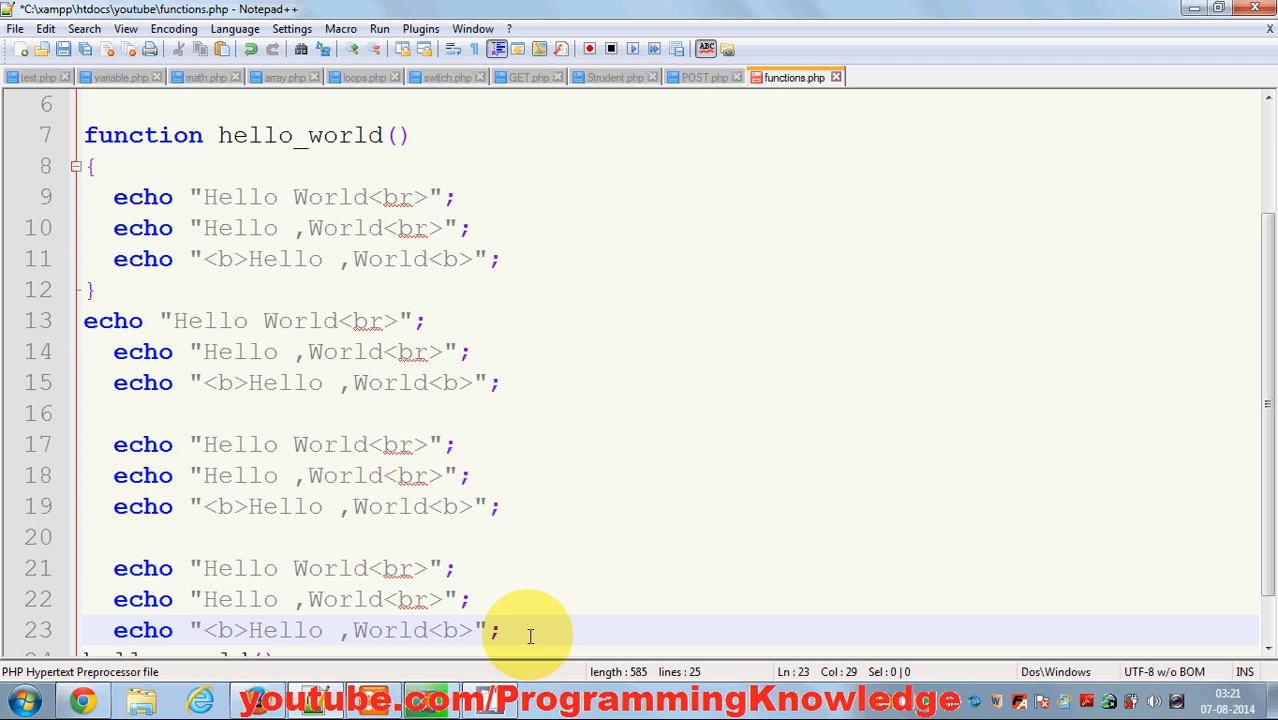 *C:\xampp\htdocs\youtube\functions.php - Notepad++
File Edit Search View Encoding Language Settings Macro Run Plugins Window ? X
test.php variable.php math.php array.php loops.php switch.php GET.php Strudent.php POST.php functions.php
6
7 function hello_world()
8 {
9 echo "Hello World<br>";
10 echo "Hello ,World<br>";
11 echo "<b>Hello ,World<b>";
12 }
13 echo "Hello World<br>";
14 echo "Hello ,World<br>";
15 echo "<b>Hello ,World<b>";
16
17 echo "Hello World<br>";
18 echo "Hello ,World<br>";
19 echo "<b>Hello ,World<b>";
20
21 echo "Hello World<br>";
22 echo "Hello ,World<br>";
23 echo "<b>Hello ,World<b>";
PHP Hypertext Preprocessor file length : 585 lines : 25 Ln : 23 Col : 29 Sel : 0 | 0 Dos\Windows UTF-8 w/o BOM INS
youtube.com/ProgrammingKnowledge
03:21
07-08-2014